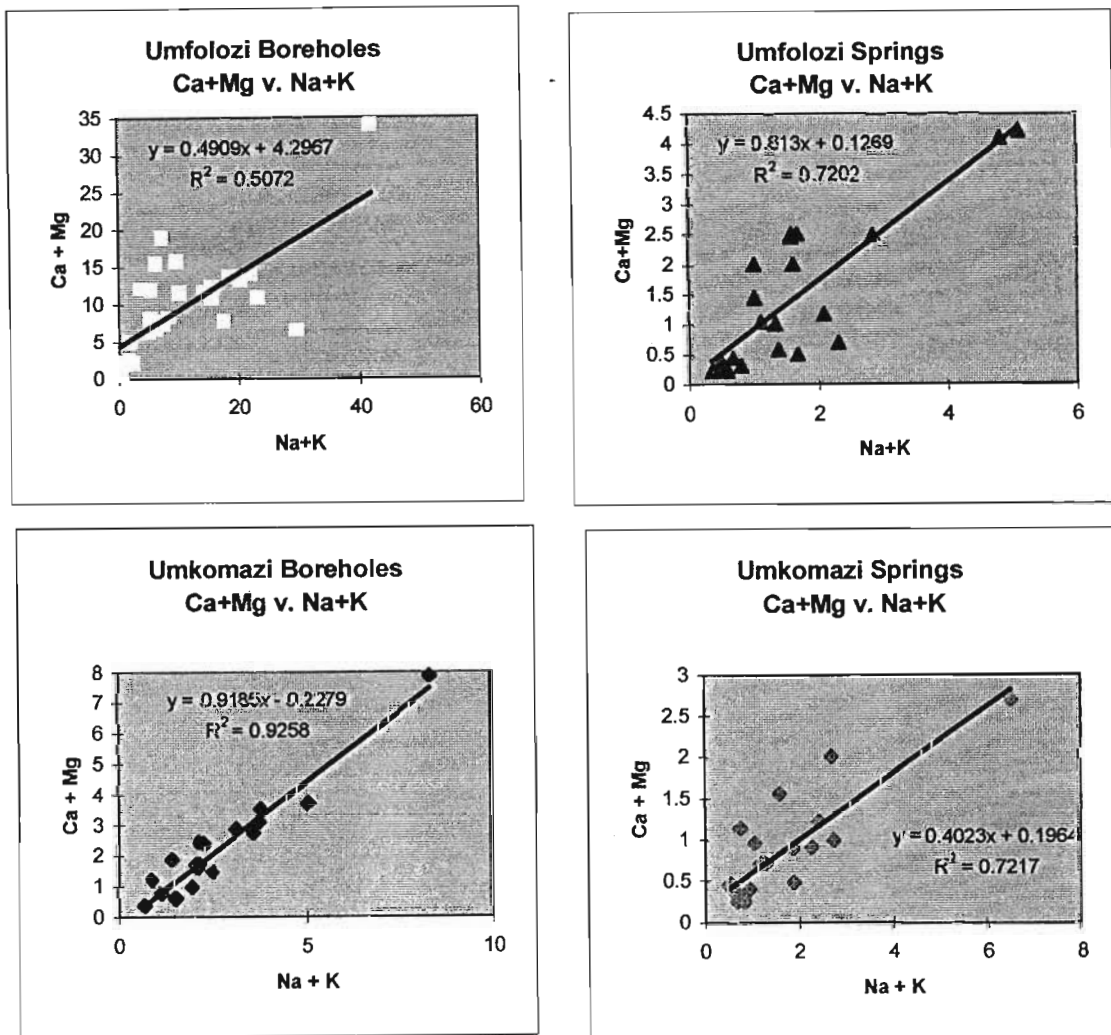 Umfolozi Boreholes
Ca+Mg v. Na+K
35
30
25
20
15
10
5
0
y = 0.4909x + 4.2967
R² = 0.5072
Ca + Mg
0 20 40 60
Na+K
Umfolozi Springs
Ca+Mg v. Na+K
4.5
4
3.5
3
2.5
2
1.5
1
0.5
0
y = 0.813x + 0.1269
R² = 0.7202
Ca+Mg
0 2 4 6
Na+K
Umkomazi Boreholes
Ca+Mg v. Na+K
8
7
6
5
4
3
2
1
0
y = 0.9185x - 0.2279
R² = 0.9258
Ca + Mg
0 5 10
Na + K
Umkomazi Springs
Ca+Mg v. Na+K
3
2.5
2
1.5
1
0.5
0
y = 0.4023x + 0.1964
R² = 0.7217
Ca + Mg
0 2 4 6 8
Na + K